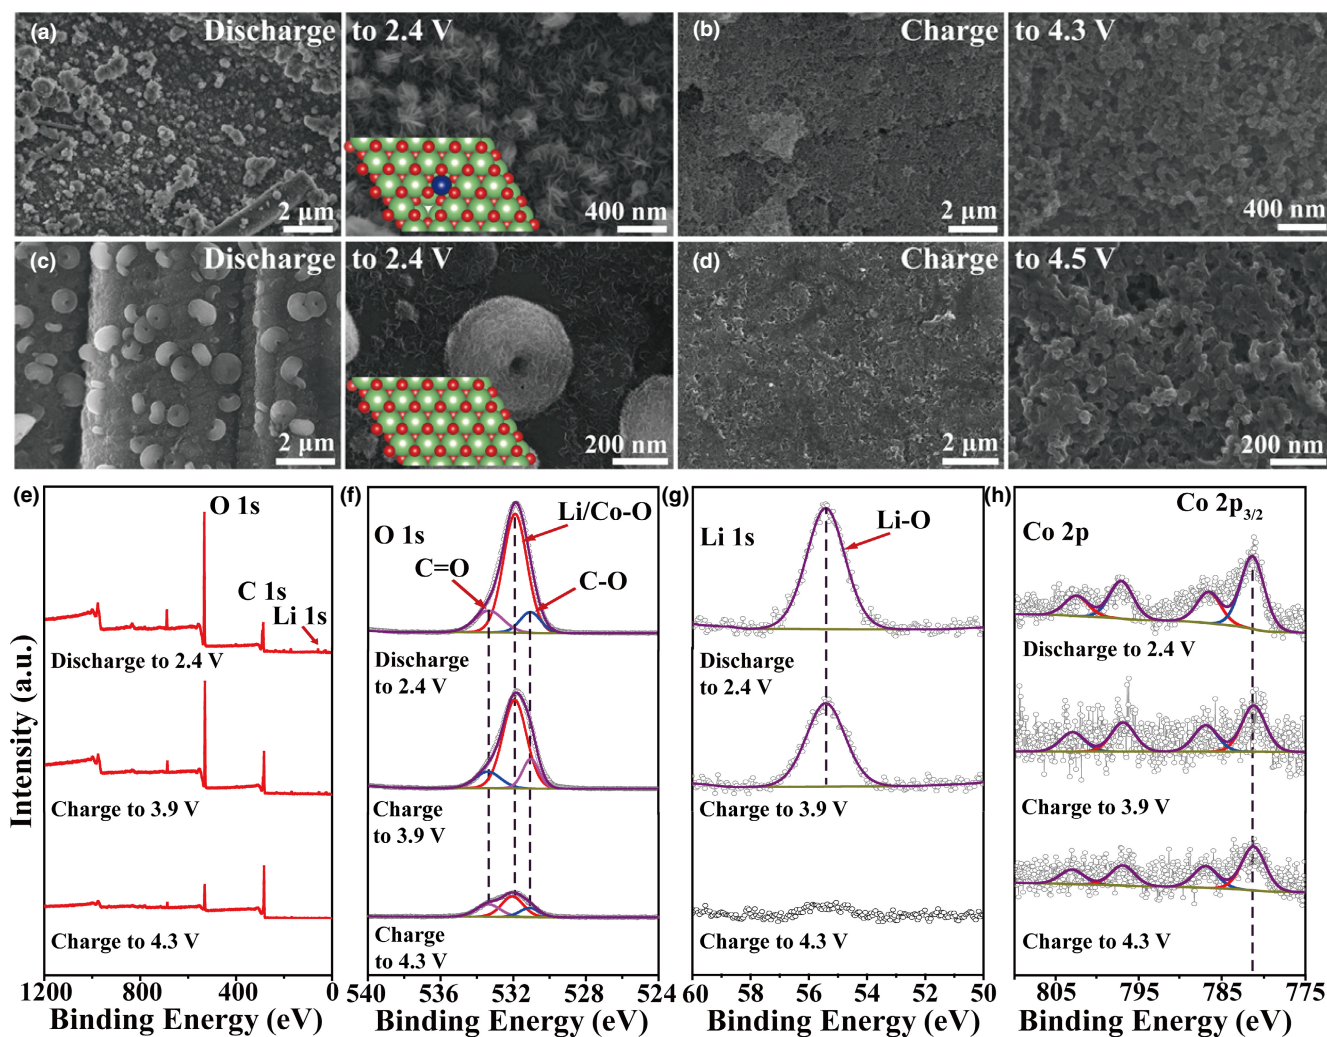 (a) Discharge to 2.4 V
2 µm
400 nm
(b) Charge to 4.3 V
2 µm
400 nm
(c) Discharge to 2.4 V
2 µm
200 nm
(d) Charge to 4.5 V
2 µm
200 nm
Intensity (a.u.)
(e)
O 1s
C 1s
Li 1s
Discharge to 2.4 V
Charge to 3.9 V
Charge to 4.3 V
1200 800 400 0
Binding Energy (eV)
(f)
O 1s
Li/Co-O
C=O
C-O
Discharge
to 2.4 V
Charge
to 3.9 V
Charge
to 4.3 V
540 536 532 528 524
Binding Energy (eV)
(g)
Li 1s
Li-O
Discharge
to 2.4 V
Charge to 3.9 V
Charge to 4.3 V
60 58 56 54 52 50
Binding Energy (eV)
(h)
Co 2p
Co 2p3/2
Discharge to 2.4 V
Charge to 3.9 V
Charge to 4.3 V
805 795 785 775
Binding Energy (eV)